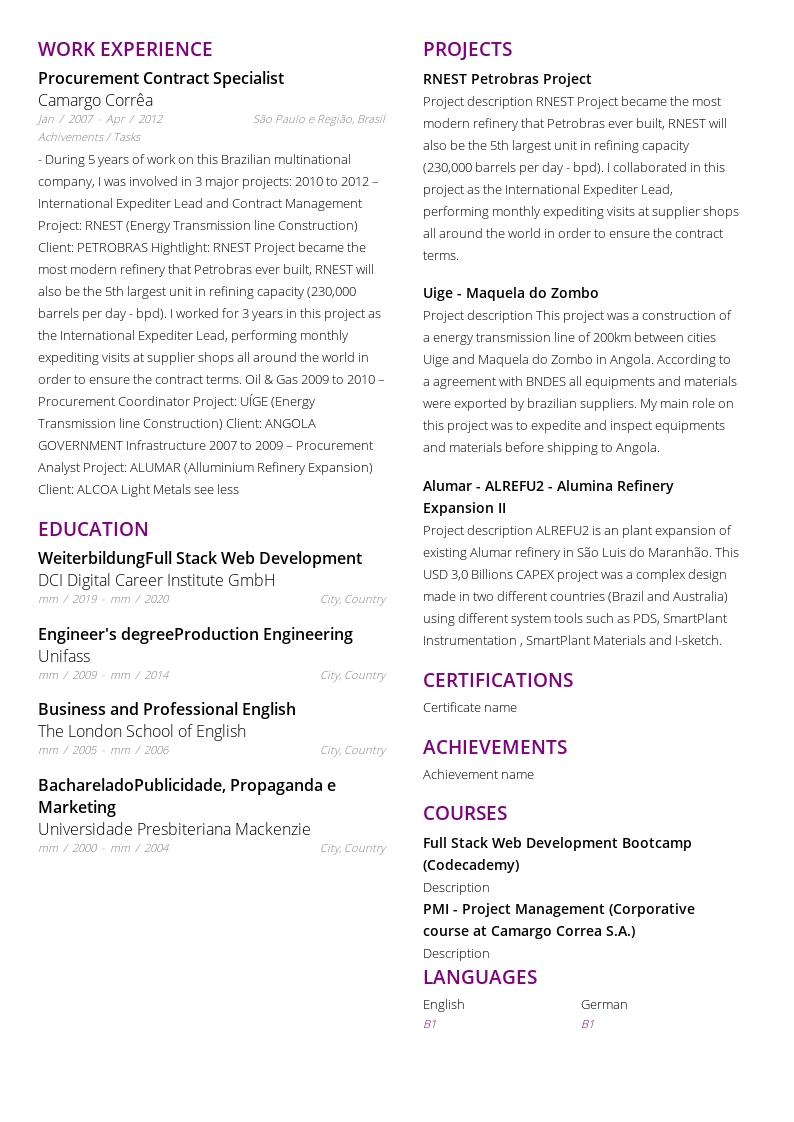 WORK EXPERIENCE
Procurement Contract Specialist
Camargo Corrêa
Jan / 2007 - Apr / 2012 São Paulo e Região, Brasil
Achivements / Tasks
- During 5 years of work on this Brazilian multinational
company, I was involved in 3 major projects: 2010 to 2012 –
International Expediter Lead and Contract Management
Project: RNEST (Energy Transmission line Construction)
Client: PETROBRAS Hightlight: RNEST Project became the
most modern refinery that Petrobras ever built, RNEST will
also be the 5th largest unit in refining capacity (230,000
barrels per day - bpd). I worked for 3 years in this project as
the International Expediter Lead, performing monthly
expediting visits at supplier shops all around the world in
order to ensure the contract terms. Oil & Gas 2009 to 2010 –
Procurement Coordinator Project: UÍGE (Energy
Transmission line Construction) Client: ANGOLA
GOVERNMENT Infrastructure 2007 to 2009 – Procurement
Analyst Project: ALUMAR (Alluminium Refinery Expansion)
Client: ALCOA Light Metals see less
EDUCATION
WeiterbildungFull Stack Web Development
DCI Digital Career Institute GmbH
mm / 2019 - mm / 2020 City, Country
Engineer's degreeProduction Engineering
Unifass
mm / 2009 - mm / 2014 City, Country
Business and Professional English
The London School of English
mm / 2005 - mm / 2006 City, Country
BachareladoPublicidade, Propaganda e
Marketing
Universidade Presbiteriana Mackenzie
mm / 2000 - mm / 2004 City, Country
PROJECTS
RNEST Petrobras Project
Project description RNEST Project became the most
modern refinery that Petrobras ever built, RNEST will
also be the 5th largest unit in refining capacity
(230,000 barrels per day - bpd). I collaborated in this
project as the International Expediter Lead,
performing monthly expediting visits at supplier shops
all around the world in order to ensure the contract
terms.
Uige - Maquela do Zombo
Project description This project was a construction of
a energy transmission line of 200km between cities
Uige and Maquela do Zombo in Angola. According to
a agreement with BNDES all equipments and materials
were exported by brazilian suppliers. My main role on
this project was to expedite and inspect equipments
and materials before shipping to Angola.
Alumar - ALREFU2 - Alumina Refinery
Expansion II
Project description ALREFU2 is an plant expansion of
existing Alumar refinery in São Luis do Maranhão. This
USD 3,0 Billions CAPEX project was a complex design
made in two different countries (Brazil and Australia)
using different system tools such as PDS, SmartPlant
Instrumentation , SmartPlant Materials and I-sketch.
CERTIFICATIONS
Certificate name
ACHIEVEMENTS
Achievement name
COURSES
Full Stack Web Development Bootcamp
(Codecademy)
Description
PMI - Project Management (Corporative
course at Camargo Correa S.A.)
Description
LANGUAGES
English German
B1 B1